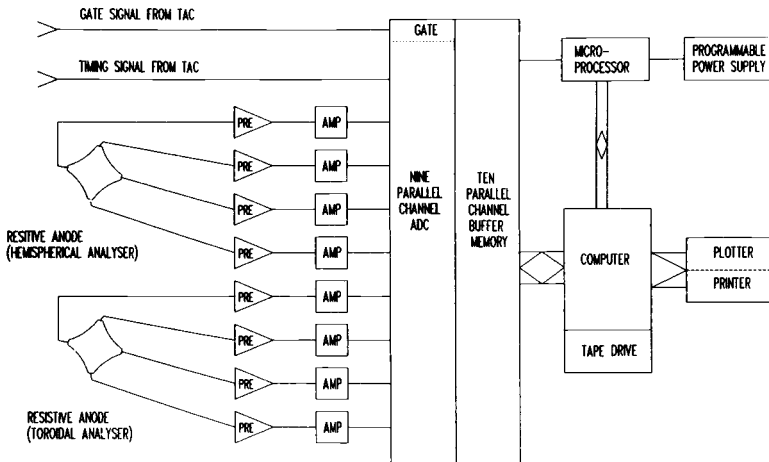 GATE SIGNAL FROM TAC
TIMING SIGNAL FROM TAC
GATE
PRE
AMP
PRE
AMP
PRE
AMP
PRE
AMP
RESITIVE ANODE
(HEMISPHERICAL ANALYSER)
PRE
AMP
PRE
AMP
PRE
AMP
PRE
AMP
RESISTIVE ANODE
(TOROIDAL ANALYSER)
NINE
PARALLEL
CHANNEL
ADC
TEN
PARALLEL
CHANNEL
BUFFER
MEMORY
MICRO-
PROCESSOR
PROGRAMMABLE
POWER SUPPLY
COMPUTER
TAPE DRIVE
PLOTTER
PRINTER